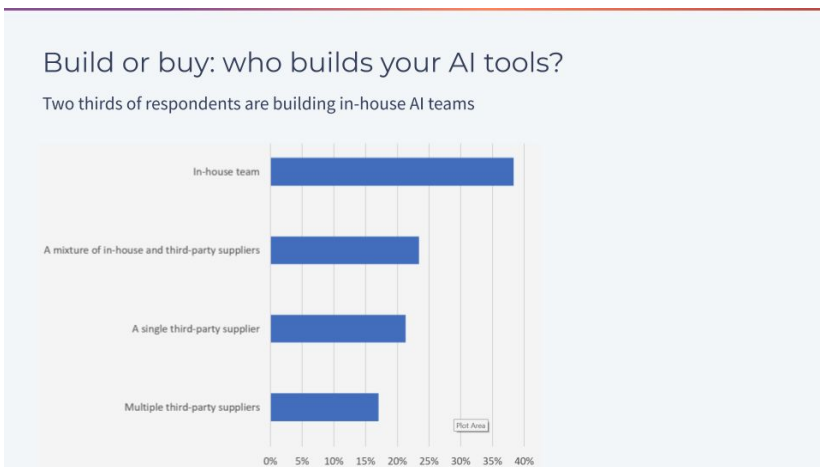 Build or buy: who builds your AI tools?
Two thirds of respondents are building in-house AI teams
In-house team
A mixture of in-house and third-party suppliers
A single third-party supplier
Multiple third-party suppliers
Plot Area
0% 5% 10% 15% 20% 25% 30% 35% 40%